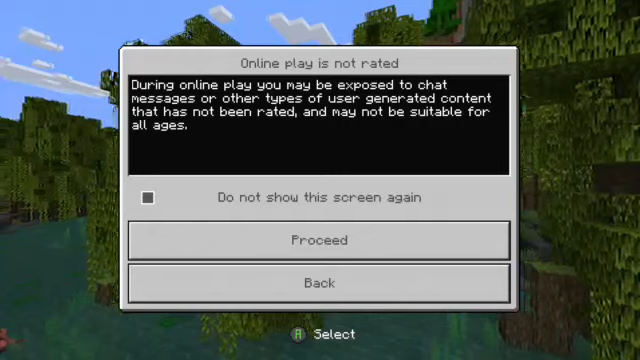 Online play is not rated
During online play you may be exposed to chat
messages or other types of user generated content
that has not been rated, and may not be suitable for
all ages.
Do not show this screen again
Proceed
Back
A Select